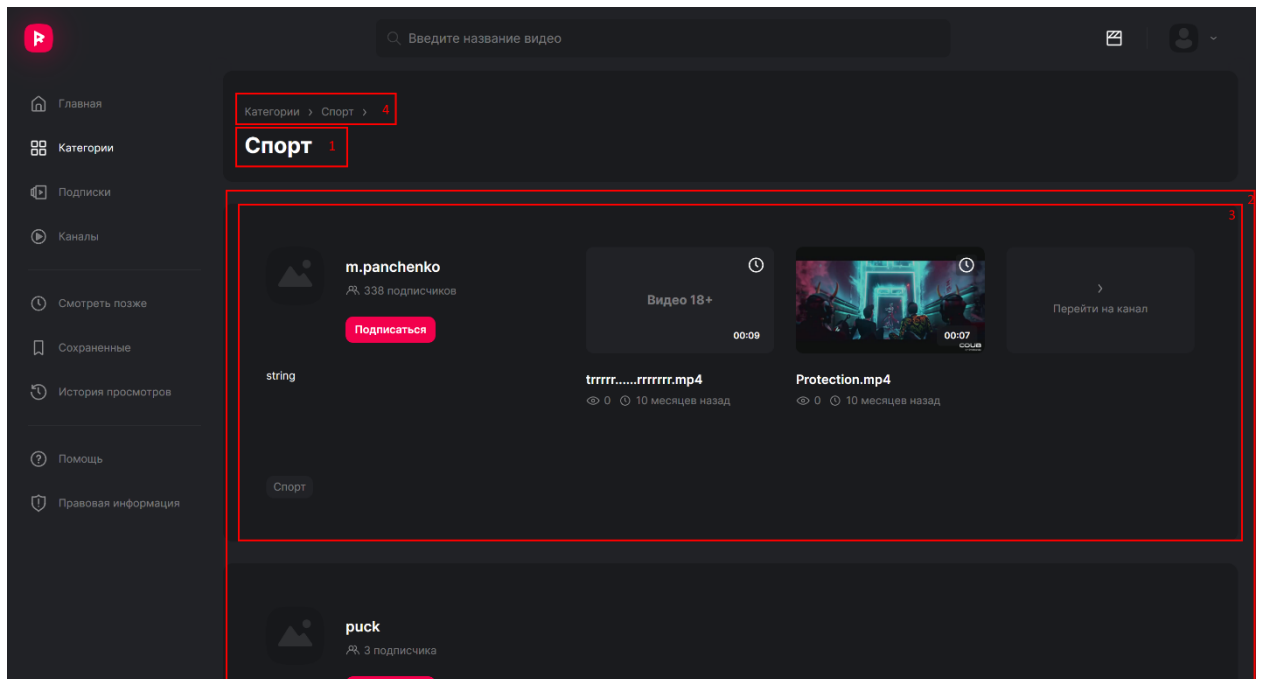 Введите название видео
Главная
Категории
Подписки
Каналы
Смотреть позже
Сохраненные
История просмотров
Помощь
Правовая информация
Категории > Спорт > 4
Спорт 1
2
3
m.panchenko
338 подписчиков
Подписаться
string
Спорт
Видео 18+
00:09
trrrrr......rrrrrrr.mp4
0 10 месяцев назад
00:07
COUB
Protection.mp4
0 10 месяцев назад
Перейти на канал
puck
3 подписчика